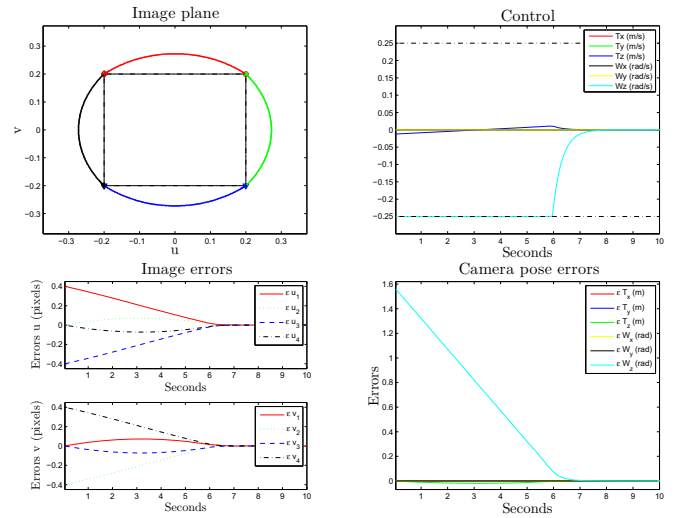 Image plane
0.3
0.2
0.1
0
−0.1
−0.2
−0.3
v
−0.3
−0.2
−0.1
0
0.1
0.2
0.3
u
Control
0.25
0.2
0.15
0.1
0.05
0
−0.05
−0.1
−0.15
−0.2
−0.25
Tx (m/s)
Ty (m/s)
Tz (m/s)
Wx (rad/s)
Wy (rad/s)
Wz (rad/s)
1 2 3 4 5 6 7 8 9 10
Seconds
Image errors
Errors u (pixels)
0.4
0.2
0
−0.2
−0.4
ε u1
ε u2
ε u3
ε u4
1 2 3 4 5 6 7 8 9 10
Seconds
Errors v (pixels)
0.4
0.2
0
−0.2
−0.4
ε v1
ε v2
ε v3
ε v4
1 2 3 4 5 6 7 8 9 10
Seconds
Camera pose errors
Errors
1.6
1.4
1.2
1
0.8
0.6
0.4
0.2
0
ε Tx (m)
ε Ty (m)
ε Tz (m)
ε Wx (rad)
ε Wy (rad)
ε Wz (rad)
1 2 3 4 5 6 7 8 9 10
Seconds